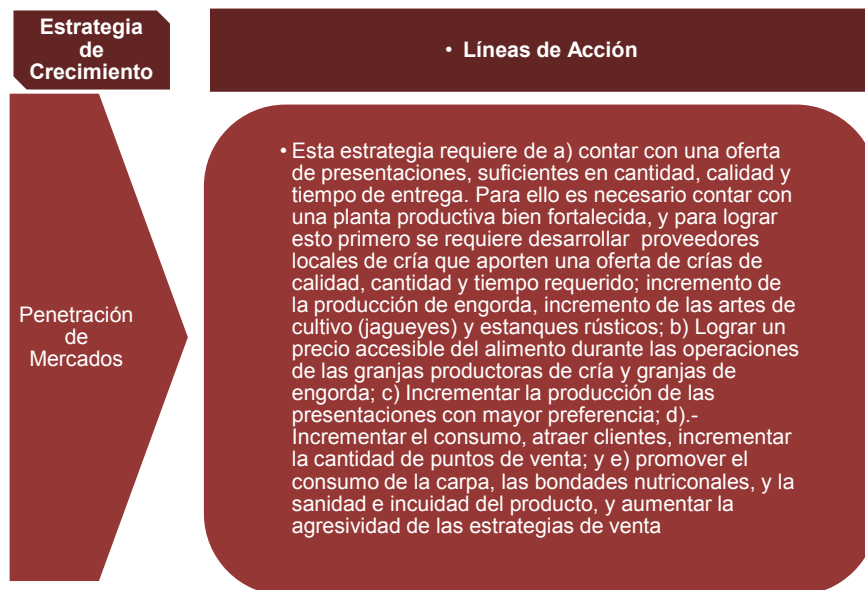 Estrategia
de
Crecimiento
• Líneas de Acción
Penetración
de
Mercados
• Esta estrategia requiere de a) contar con una oferta
de presentaciones, suficientes en cantidad, calidad y
tiempo de entrega. Para ello es necesario contar con
una planta productiva bien fortalecida, y para lograr
esto primero se requiere desarrollar proveedores
locales de cría que aporten una oferta de crías de
calidad, cantidad y tiempo requerido; incremento de
la producción de engorda, incremento de las artes de
cultivo (jagueyes) y estanques rústicos; b) Lograr un
precio accesible del alimento durante las operaciones
de las granjas productoras de cría y granjas de
engorda; c) Incrementar la producción de las
presentaciones con mayor preferencia; d).-
Incrementar el consumo, atraer clientes, incrementar
la cantidad de puntos de venta; y e) promover el
consumo de la carpa, las bondades nutriconales, y la
sanidad e incuidad del producto, y aumentar la
agresividad de las estrategias de venta